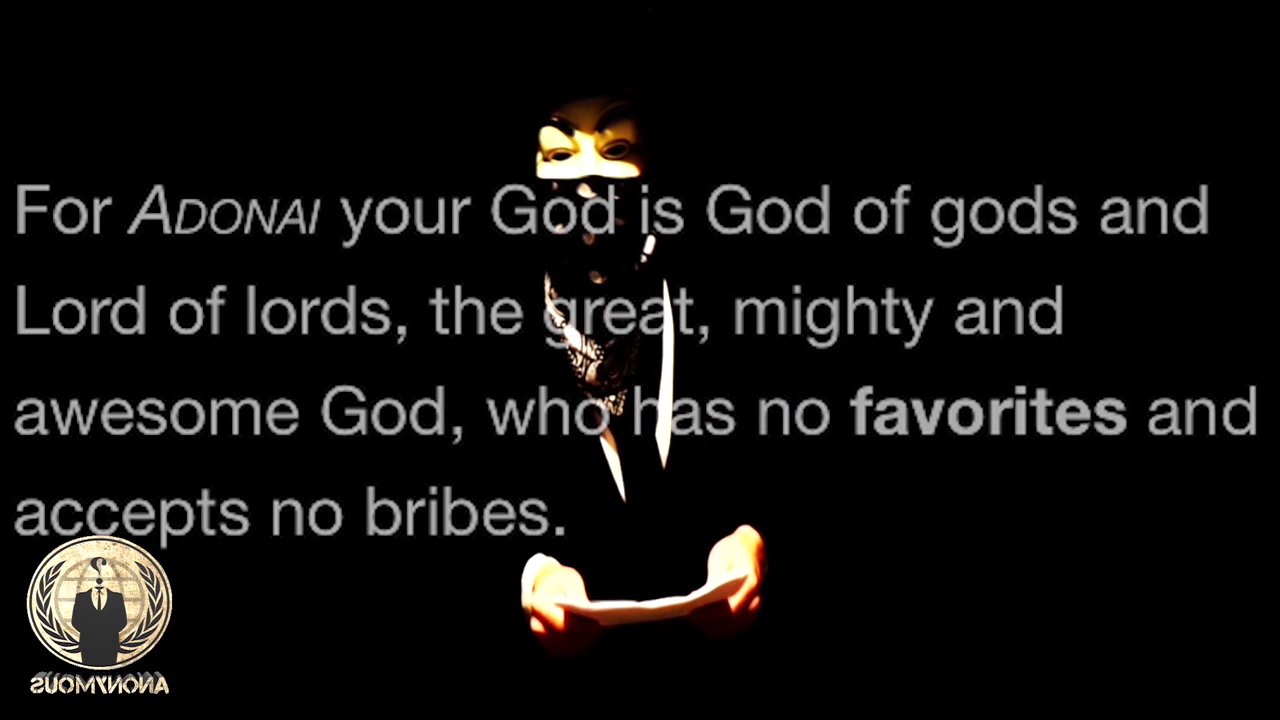 For ADONAI your God is God of gods and
Lord of lords, the great, mighty and
awesome God, who has no favorites and
accepts no bribes.
ANONYMOUS